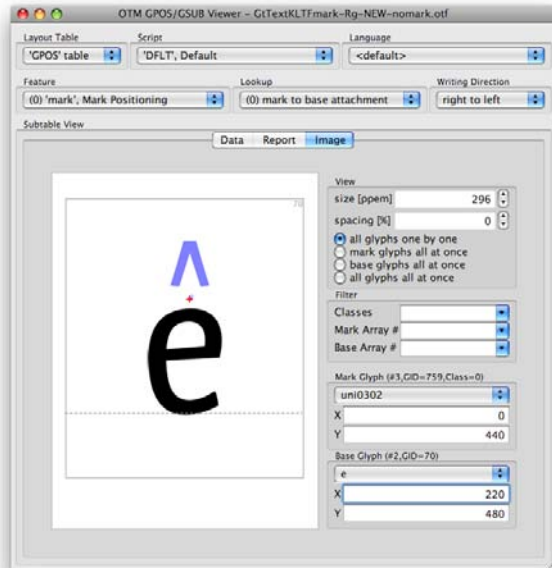 OTM GPOS/GSUB Viewer – GtTextKLTFmark-Rg-NEW-nomark.otf
Layout Table Script Language
'GPOS' table 'DFLT', Default <default>
Feature Lookup Writing Direction
(0) 'mark', Mark Positioning (0) mark to base attachment right to left
Subtable View
Data Report Image
70
View
size [ppem] 296
spacing [%] 0
all glyphs one by one
mark glyphs all at once
base glyphs all at once
all glyphs all at once
Filter
Classes
Mark Array #
Base Array #
Mark Glyph (#3,GID=759,Class=0)
uni0302
X 0
Y 440
Base Glyph (#2,GID=70)
e
X 220
Y 480
ê